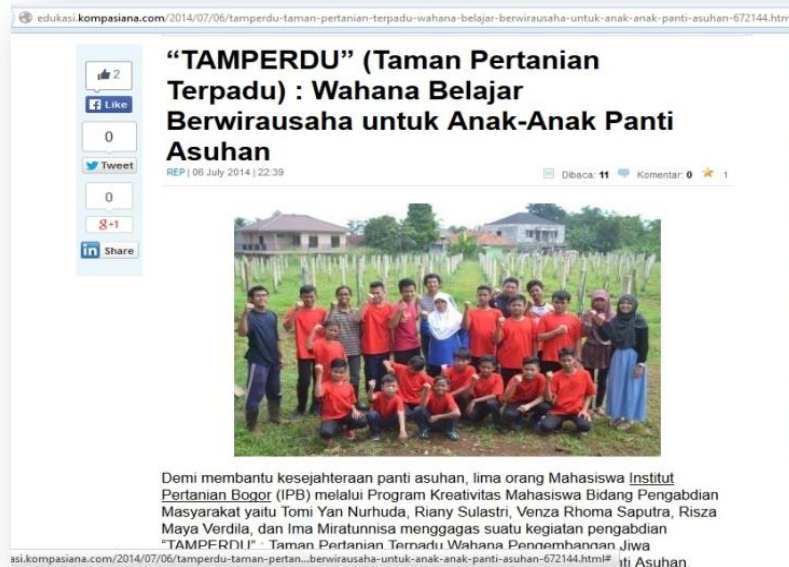 edukasi.kompasiana.com/2014/07/06/tamperdu-taman-pertanian-terpadu-wahana-belajar-berwirausaha-untuk-anak-anak-panti-asuhan-672144.htm
2
Like
0
Tweet
0
g+1
in Share
“TAMPERDU” (Taman Pertanian
Terpadu) : Wahana Belajar
Berwirausaha untuk Anak-Anak Panti
Asuhan
REP | 06 July 2014 | 22:39
Dibaca: 11 Komentar: 0 1
Demi membantu kesejahteraan panti asuhan, lima orang Mahasiswa Institut
Pertanian Bogor (IPB) melalui Program Kreativitas Mahasiswa Bidang Pengabdian
Masyarakat yaitu Tomi Yan Nurhuda, Riany Sulastri, Venza Rhoma Saputra, Risza
Maya Verdila, dan Ima Miratunnisa menggagas suatu kegiatan pengabdian
“TAMPERDU” : Taman Pertanian Terpadu Wahana Pengembangan Jiwa
asi.kompasiana.com/2014/07/06/tamperdu-taman-pertan...berwirausaha-untuk-anak-anak-panti-asuhan-672144.html#
Asuhan.